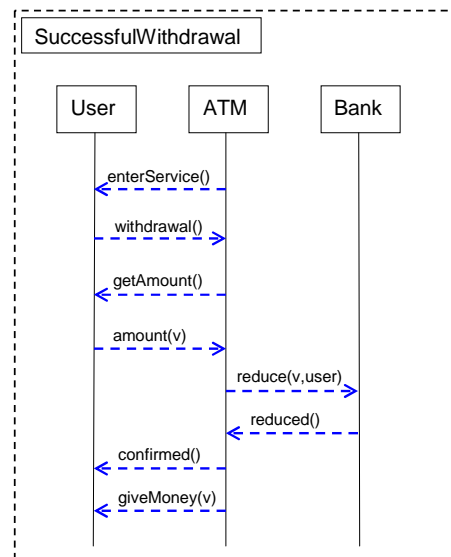 SuccessfulWithdrawal
User
ATM
Bank
enterService()
withdrawal()
getAmount()
amount(v)
reduce(v,user)
reduced()
confirmed()
giveMoney(v)